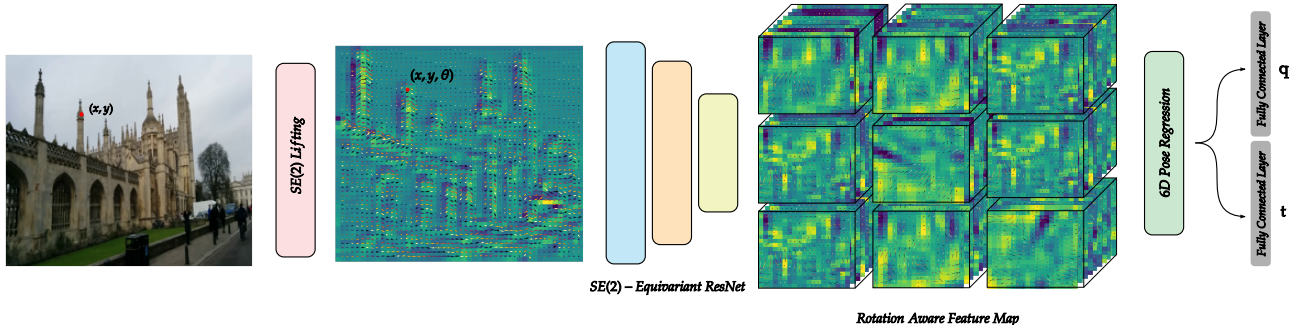 (x, y)
SE(2) Lifting
(x, y, θ)
SE(2) – Equivariant ResNet
Rotation Aware Feature Map
6D Pose Regression
Fully Connected Layer
q
Fully Connected Layer
t